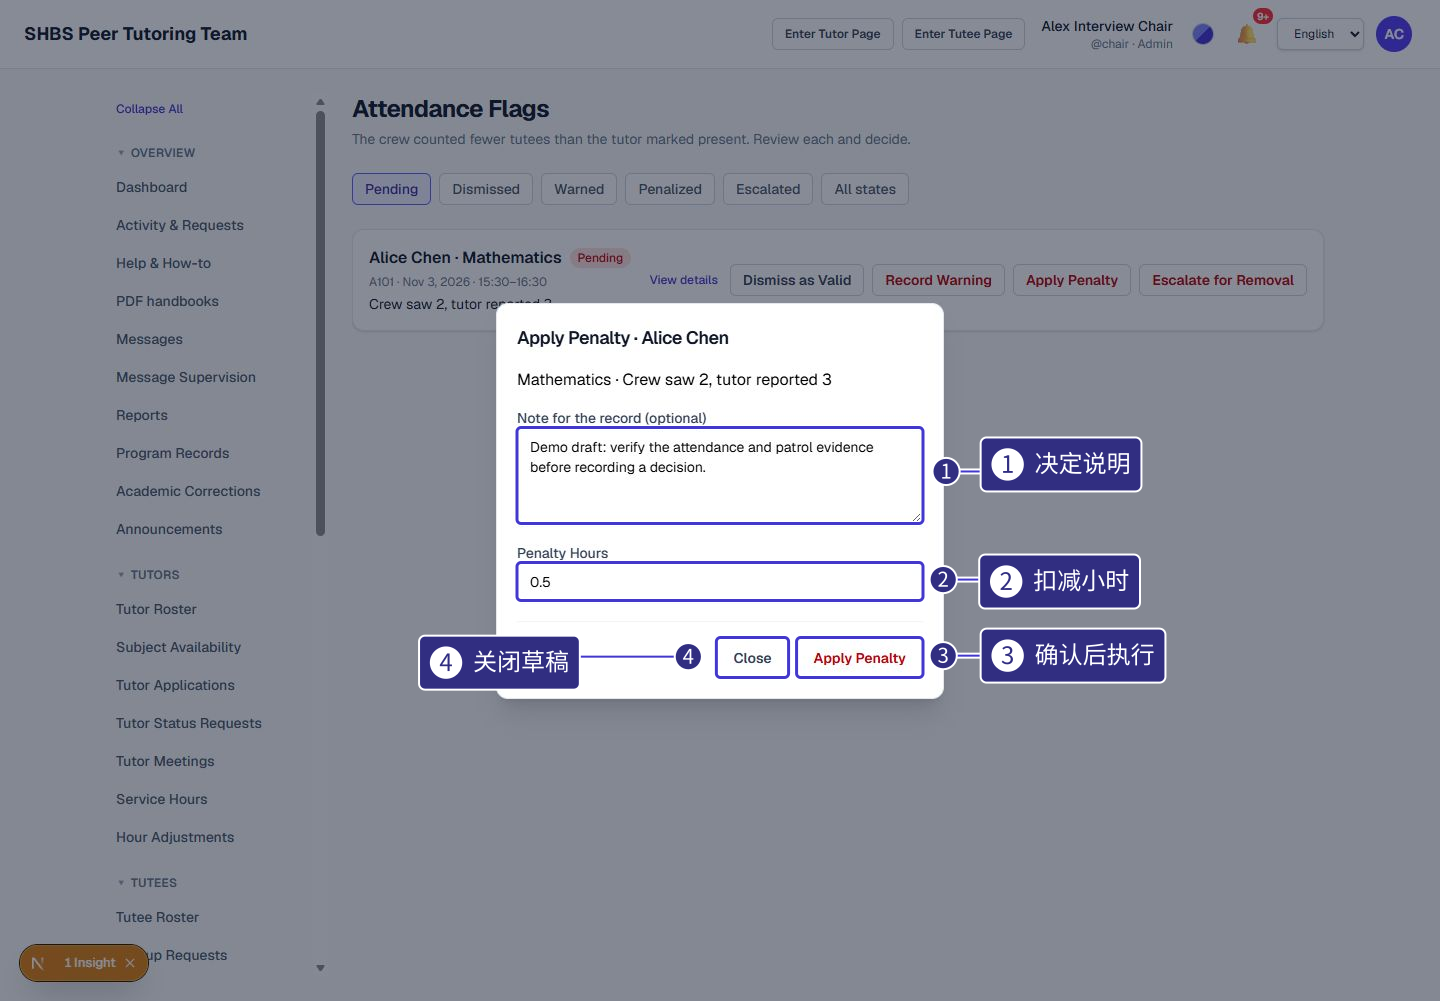 SHBS Peer Tutoring Team
Enter Tutor Page
Enter Tutee Page
Alex Interview Chair
@chair · Admin
9+
English
AC
Collapse All
OVERVIEW
Dashboard
Activity & Requests
Help & How-to
PDF handbooks
Messages
Message Supervision
Reports
Program Records
Academic Corrections
Announcements
TUTORS
Tutor Roster
Subject Availability
Tutor Applications
Tutor Status Requests
Tutor Meetings
Service Hours
Hour Adjustments
TUTEES
Tutee Roster
up Requests
N
1 Insight
Attendance Flags
The crew counted fewer tutees than the tutor marked present. Review each and decide.
Pending
Dismissed
Warned
Penalized
Escalated
All states
Alice Chen · Mathematics
Pending
A101 · Nov 3, 2026 · 15:30–16:30
Crew saw 2, tutor reported 3
View details
Dismiss as Valid
Record Warning
Apply Penalty
Escalate for Removal
Apply Penalty · Alice Chen
Mathematics · Crew saw 2, tutor reported 3
Note for the record (optional)
Demo draft: verify the attendance and patrol evidence
before recording a decision.
1
1 决定说明
Penalty Hours
0.5
2
2 扣减小时
4 关闭草稿
4
Close
Apply Penalty
3
3 确认后执行